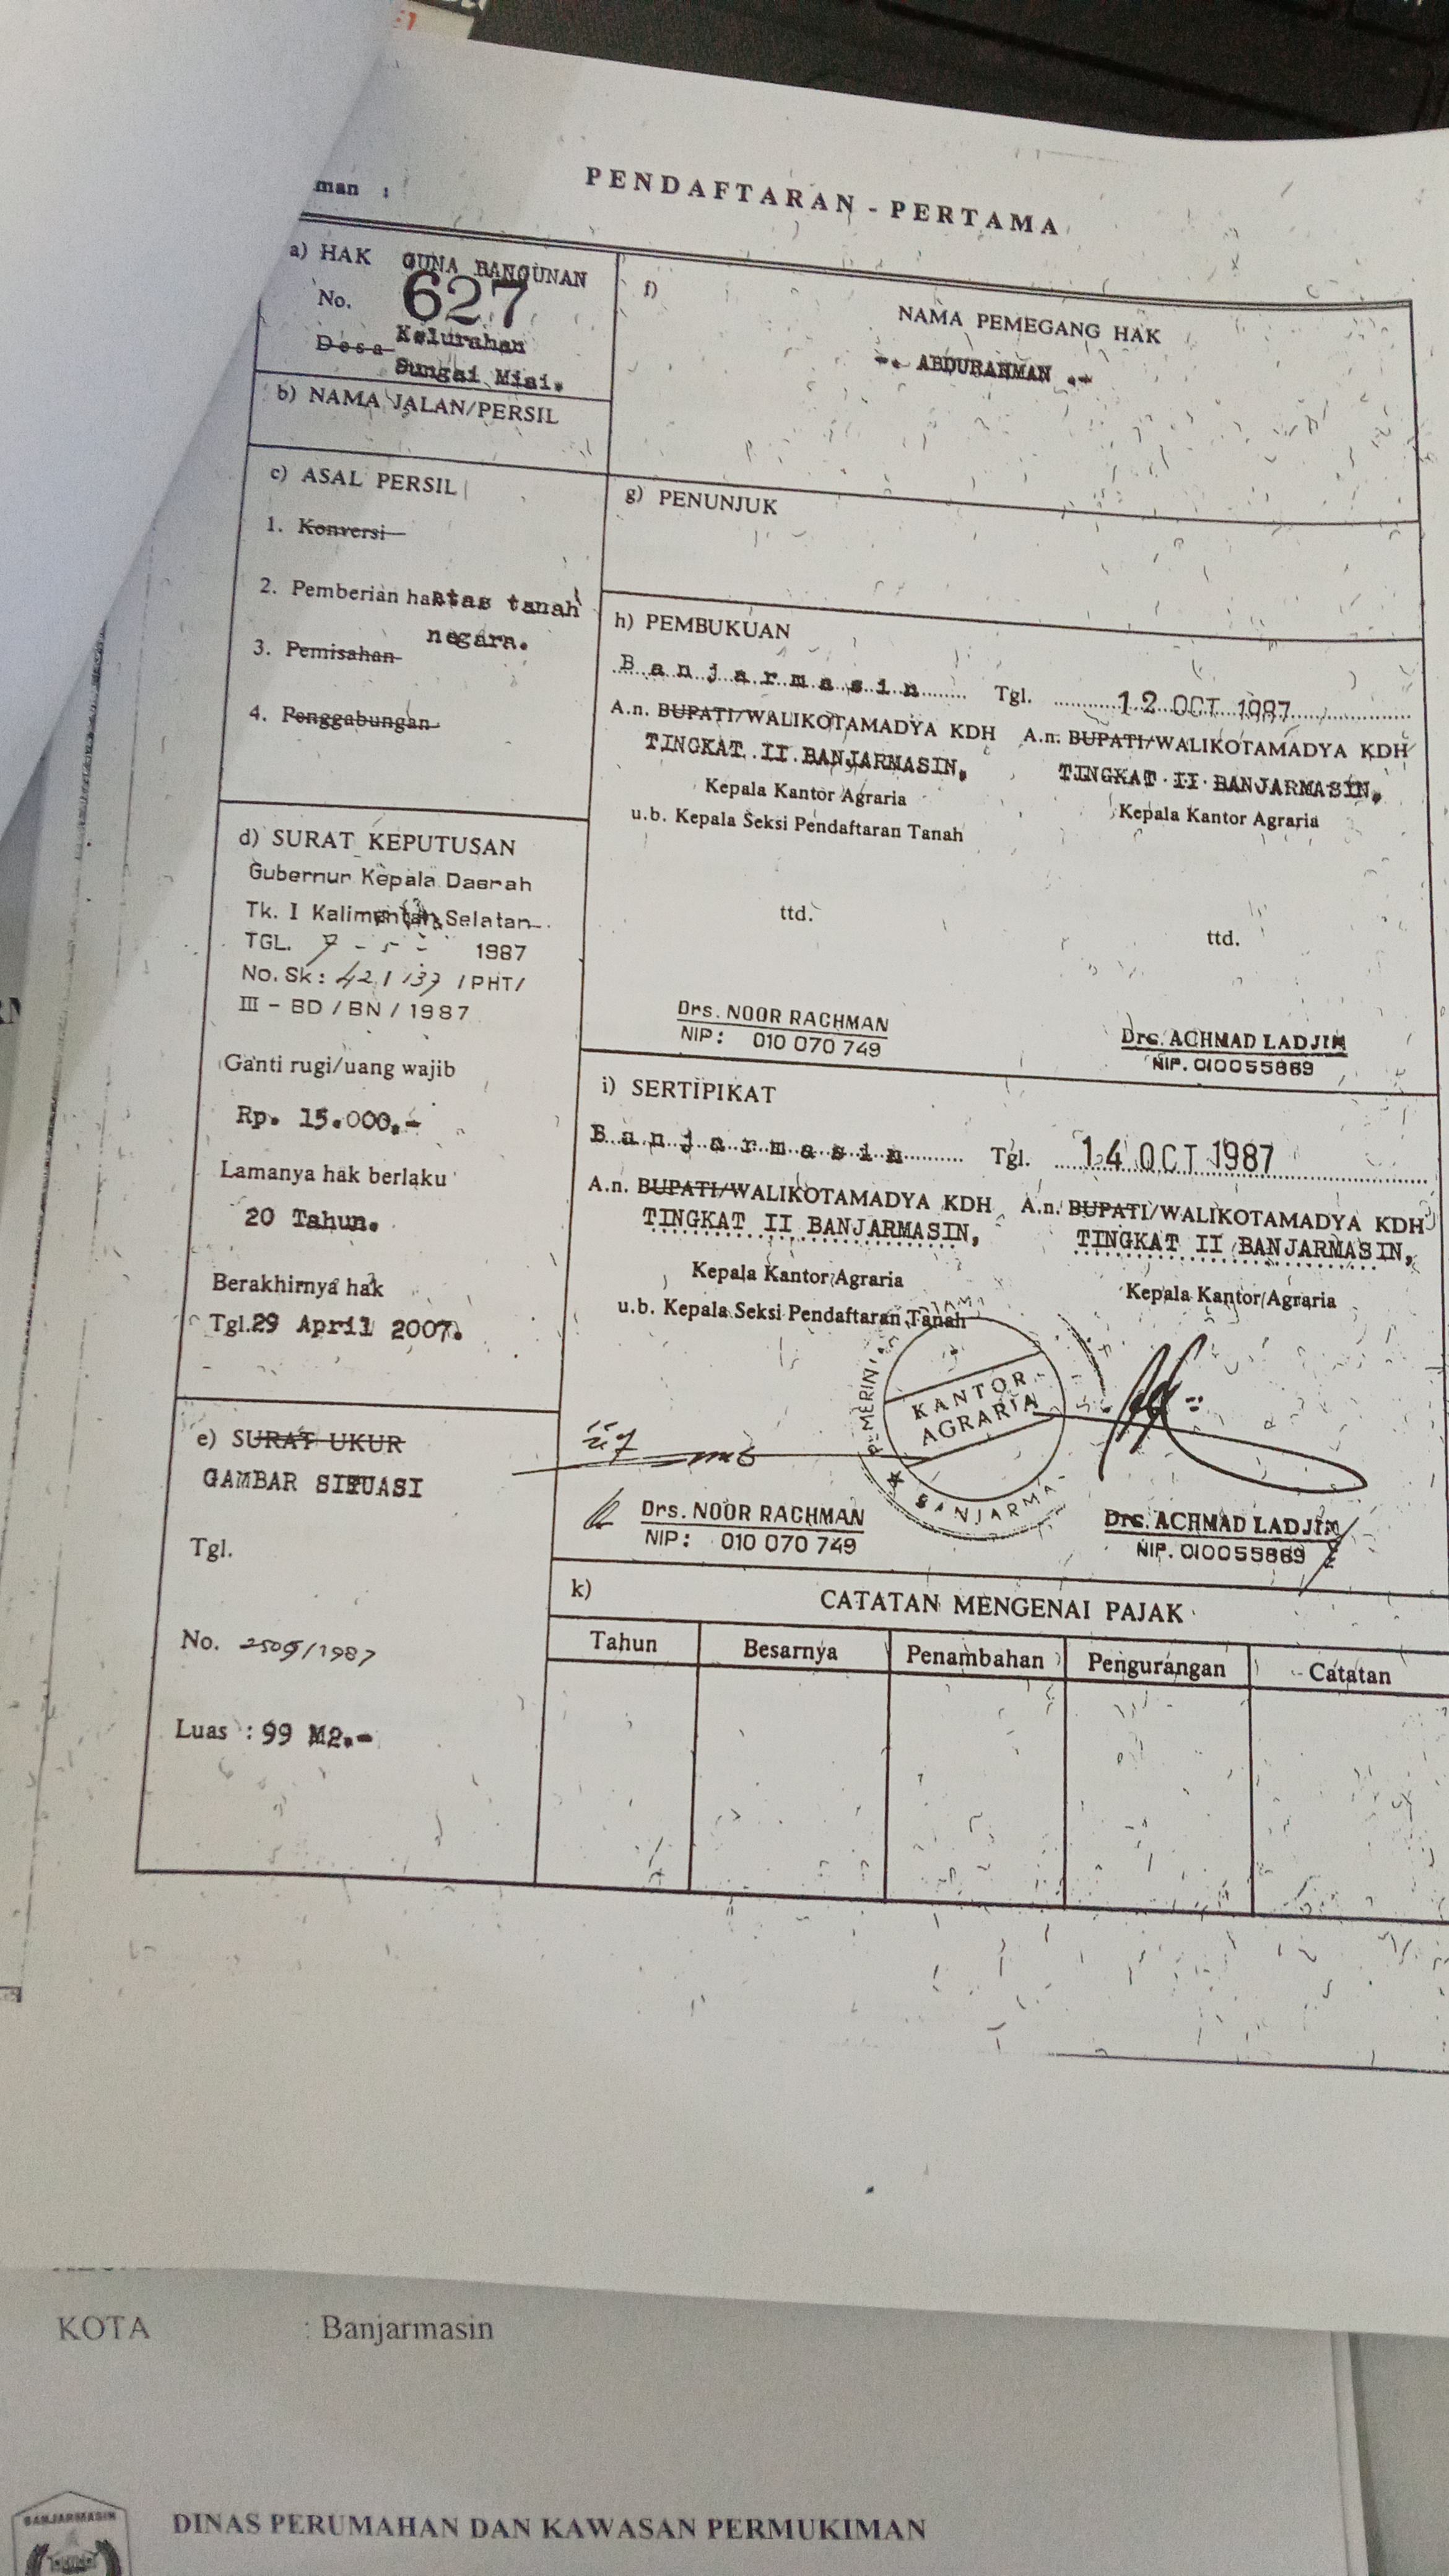 PENDAFTARAN - PERTAMA
a) HAK GUNA BANGUNAN
No. 627
Desa Kelurahan
Sungai Miai.
b) NAMA JALAN/PERSIL
c) ASAL PERSIL
1. Konversi
2. Pemberian hak atas tanah
negara.
3. Pemisahan
4. Penggabungan
d) SURAT KEPUTUSAN
Gubernur Kepala Daerah
Tk. I Kalimantan Selatan
TGL. 7 - 5 - 1987
No. Sk : /PHT/
III - BD / BN / 1987
Ganti rugi/uang wajib
Rp. 15.000,-
Lamanya hak berlaku
20 Tahun.
Berakhirnya hak
Tgl. 29 April 2007.
e) SURAT UKUR
GAMBAR SITUASI
Tgl.
No. /1987
Luas : 99 M2.-
f)
NAMA PEMEGANG HAK
-. ABDURAHMAN .-
g) PENUNJUK
h) PEMBUKUAN
Banjarmasin Tgl. 12 OCT 1987
A.n. BUPATI/WALIKOTAMADYA KDH A.n. BUPATI/WALIKOTAMADYA KDH
TINGKAT II BANJARMASIN, TINGKAT II BANJARMASIN,
Kepala Kantor Agraria Kepala Kantor Agraria
u.b. Kepala Seksi Pendaftaran Tanah
ttd. ttd.
Drs. NOOR RACHMAN Drs. ACHMAD LADJIM
NIP : 010 070 749 NIP. 010055869
i) SERTIPIKAT
Banjarmasin Tgl. 14 OCT 1987
A.n. BUPATI/WALIKOTAMADYA KDH A.n. BUPATI/WALIKOTAMADYA KDH
TINGKAT II BANJARMASIN, TINGKAT II BANJARMASIN,
Kepala Kantor Agraria Kepala Kantor Agraria
u.b. Kepala Seksi Pendaftaran Tanah
KANTOR
AGRARIA
Drs. NOOR RACHMAN Drs. ACHMAD LADJIM
NIP : 010 070 749 NIP. 010055869
k) CATATAN MENGENAI PAJAK
Tahun Besarnya Penambahan Pengurangan Catatan
KOTA : Banjarmasin
BANJARMASIN
DINAS PERUMAHAN DAN KAWASAN PERMUKIMAN